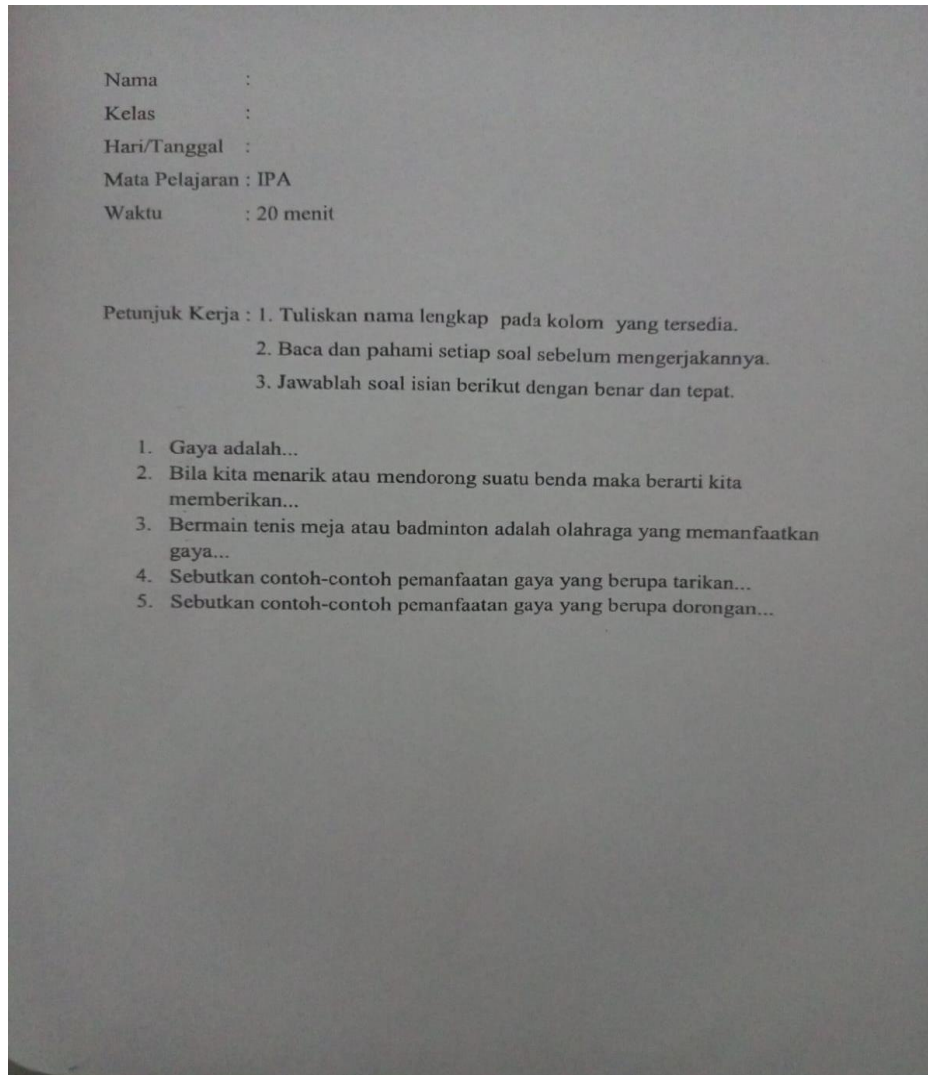 Nama :
Kelas :
Hari/Tanggal :
Mata Pelajaran : IPA
Waktu : 20 menit
Petunjuk Kerja : 1. Tuliskan nama lengkap pada kolom yang tersedia.
2. Baca dan pahami setiap soal sebelum mengerjakannya.
3. Jawablah soal isian berikut dengan benar dan tepat.
1. Gaya adalah...
2. Bila kita menarik atau mendorong suatu benda maka berarti kita
memberikan...
3. Bermain tenis meja atau badminton adalah olahraga yang memanfaatkan
gaya...
4. Sebutkan contoh-contoh pemanfaatan gaya yang berupa tarikan...
5. Sebutkan contoh-contoh pemanfaatan gaya yang berupa dorongan...